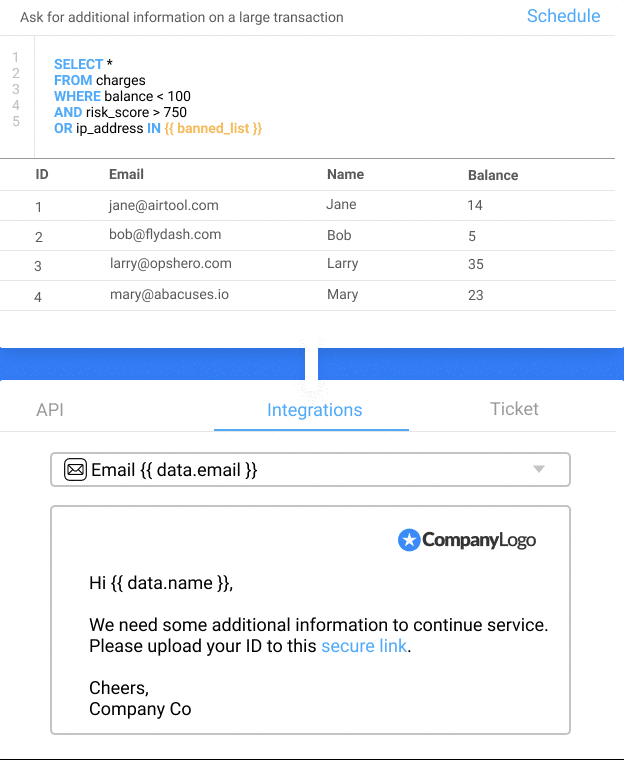 Ask for additional information on a large transaction Schedule
1 SELECT *
2 FROM charges
3 WHERE balance < 100
4 AND risk_score > 750
5 OR ip_address IN {{ banned_list }}
ID Email Name Balance
1 jane@airtool.com Jane 14
2 bob@flydash.com Bob 5
3 larry@opshero.com Larry 35
4 mary@abacuses.io Mary 23
API Integrations Ticket
Email {{ data.email }}
CompanyLogo
Hi {{ data.name }},
We need some additional information to continue service.
Please upload your ID to this secure link.
Cheers,
Company Co